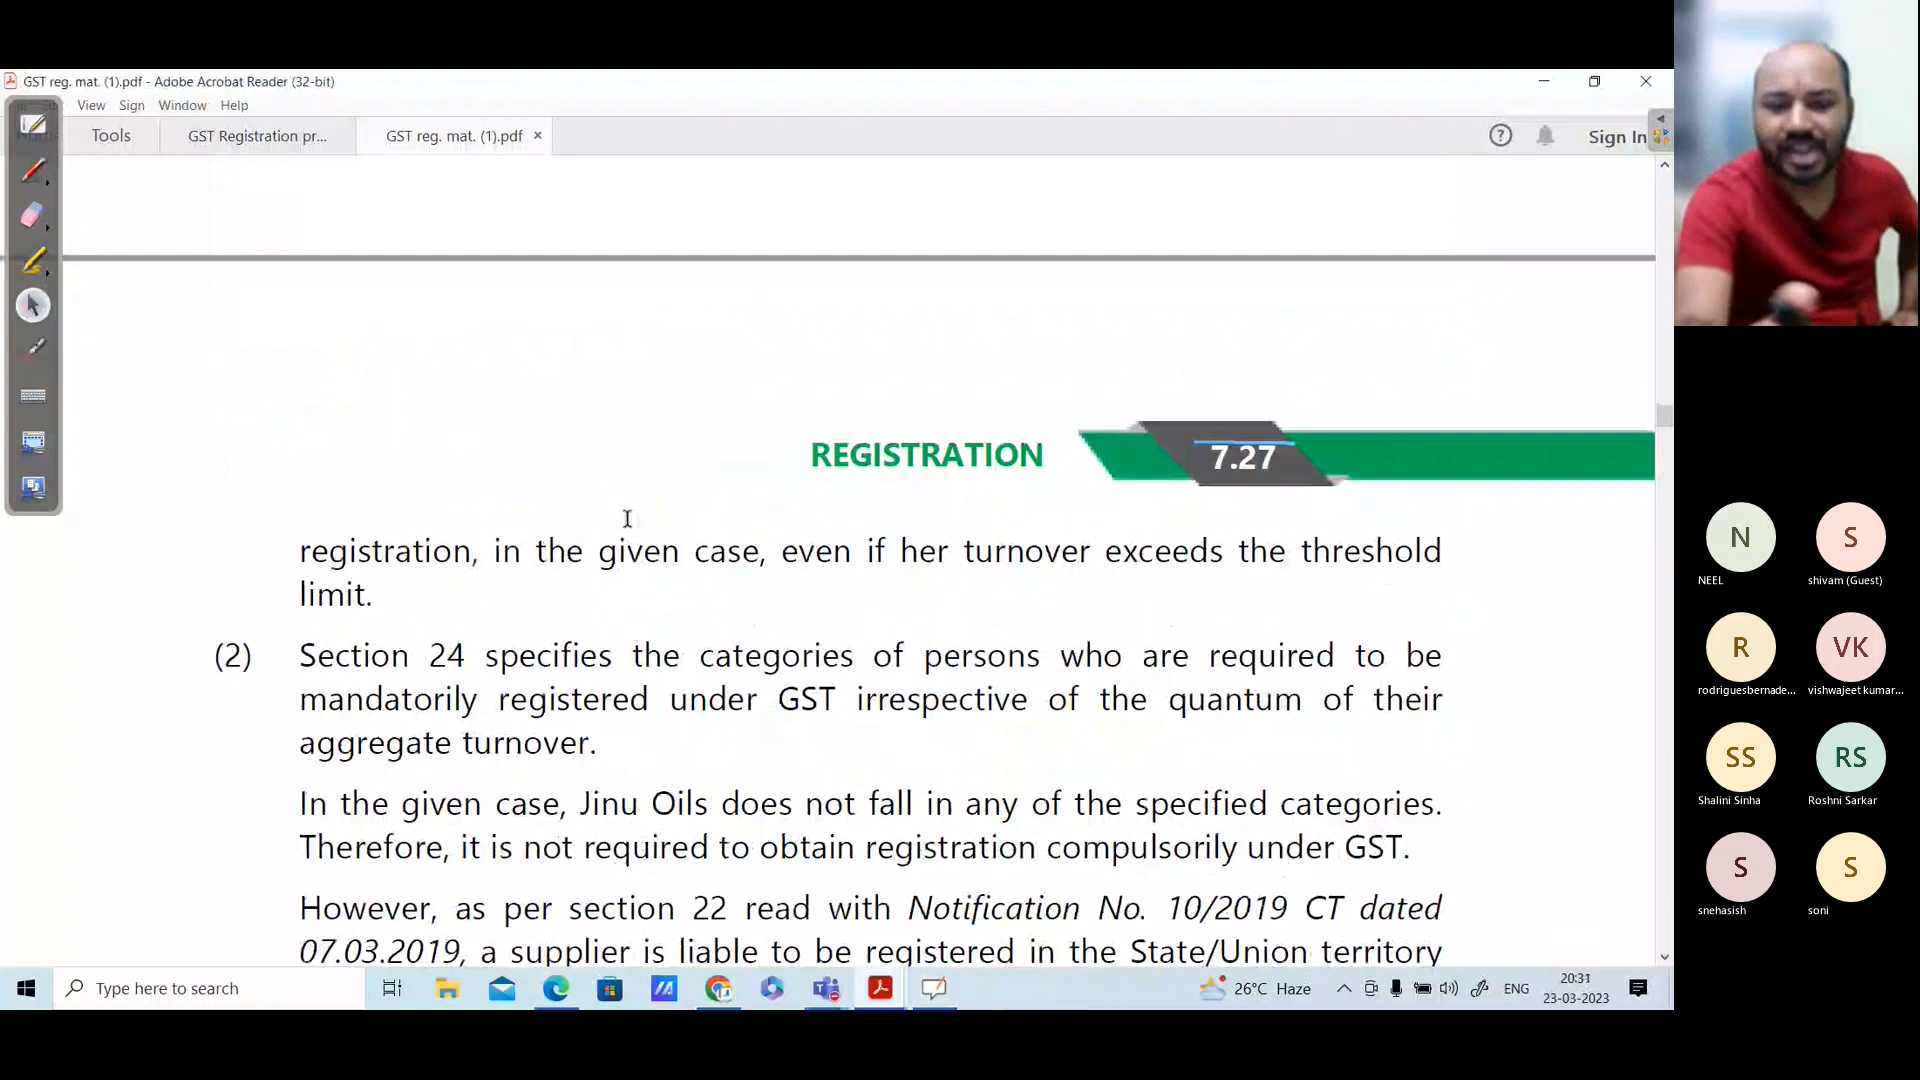 GST reg. mat. (1).pdf - Adobe Acrobat Reader (32-bit)
View Sign Window Help
Tools GST Registration pr... GST reg. mat. (1).pdf × Sign In
REGISTRATION 7.27
registration, in the given case, even if her turnover exceeds the threshold
limit.
(2) Section 24 specifies the categories of persons who are required to be
mandatorily registered under GST irrespective of the quantum of their
aggregate turnover.
In the given case, Jinu Oils does not fall in any of the specified categories.
Therefore, it is not required to obtain registration compulsorily under GST.
However, as per section 22 read with Notification No. 10/2019 CT dated
07.03.2019, a supplier is liable to be registered in the State/Union territory
N S
NEEL shivam (Guest)
R VK
rodriguesbernade... vishwajeet kumar...
SS RS
Shalini Sinha Roshni Sarkar
S S
snehasish soni
Type here to search 26°C Haze ENG 20:31
23-03-2023